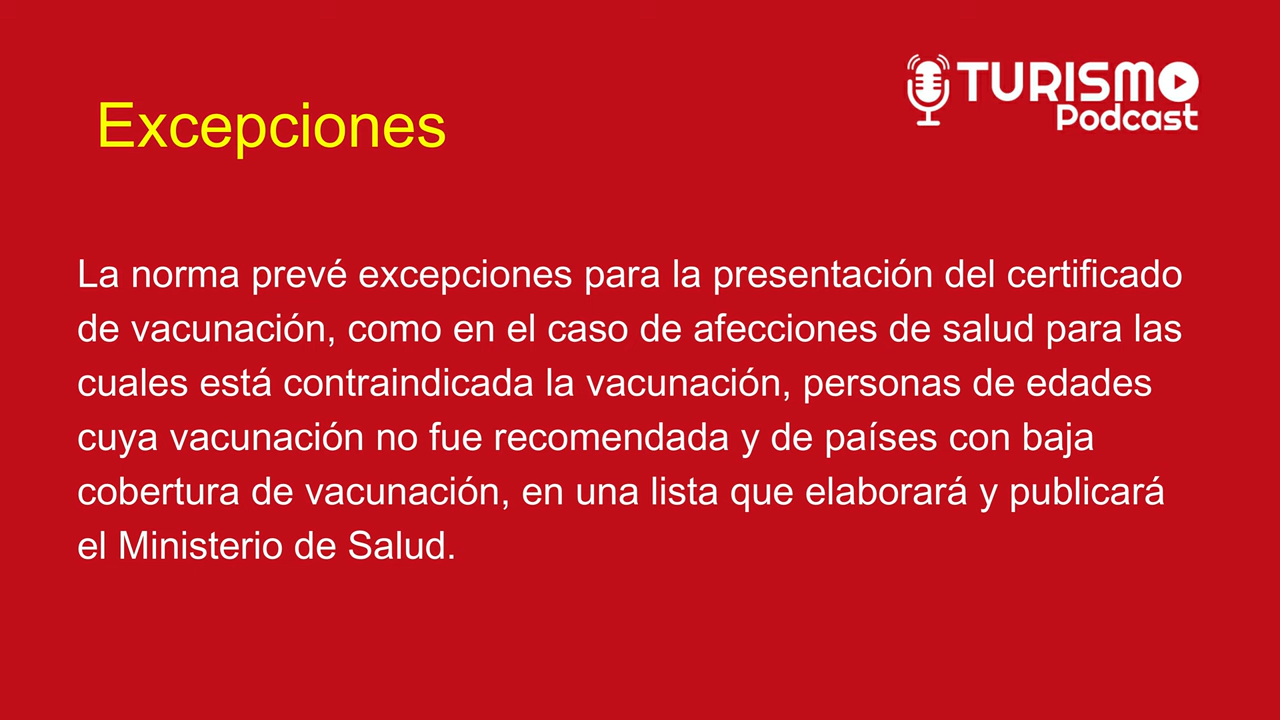 TURISMO
Podcast
Excepciones
La norma prevé excepciones para la presentación del certificado
de vacunación, como en el caso de afecciones de salud para las
cuales está contraindicada la vacunación, personas de edades
cuya vacunación no fue recomendada y de países con baja
cobertura de vacunación, en una lista que elaborará y publicará
el Ministerio de Salud.